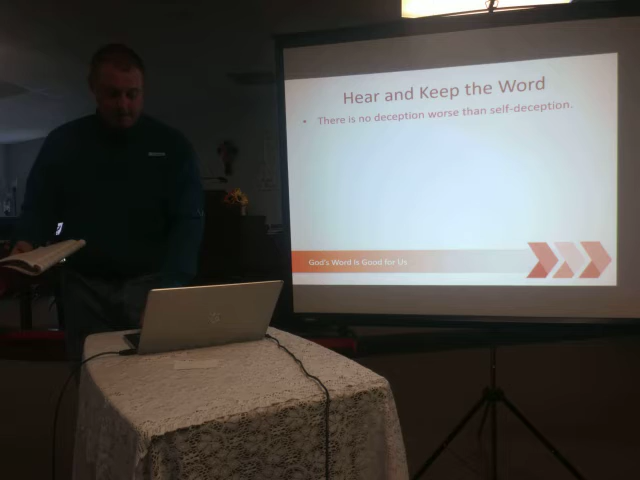 Hear and Keep the Word
• There is no deception worse than self-deception.
God's Word Is Good for Us